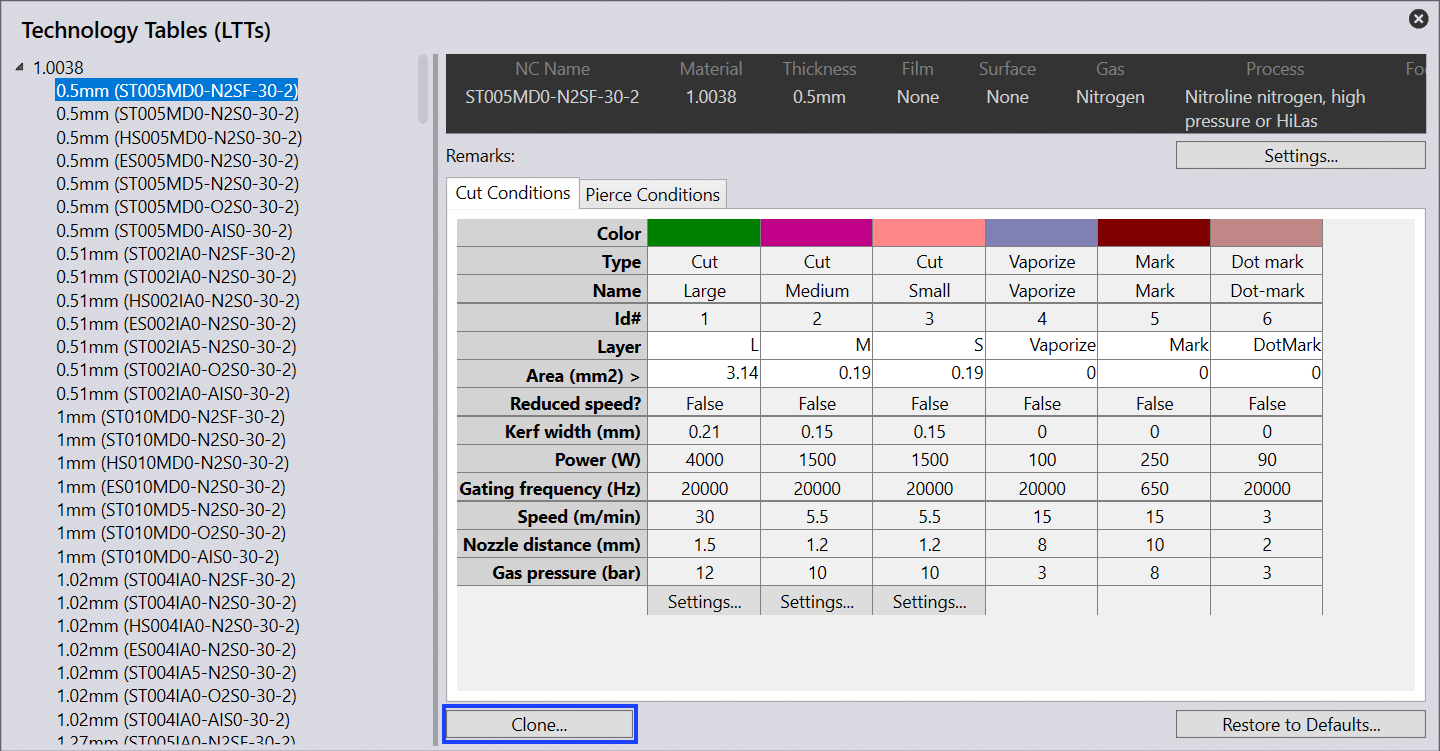 Technology Tables (LTTs)
1.0038
0.5mm (ST005MD0-N2SF-30-2)
0.5mm (ST005MD0-N2S0-30-2)
0.5mm (HS005MD0-N2S0-30-2)
0.5mm (ES005MD0-N2S0-30-2)
0.5mm (ST005MD5-N2S0-30-2)
0.5mm (ST005MD0-O2S0-30-2)
0.5mm (ST005MD0-AIS0-30-2)
0.51mm (ST002IA0-N2SF-30-2)
0.51mm (ST002IA0-N2S0-30-2)
0.51mm (HS002IA0-N2S0-30-2)
0.51mm (ES002IA0-N2S0-30-2)
0.51mm (ST002IA5-N2S0-30-2)
0.51mm (ST002IA0-O2S0-30-2)
0.51mm (ST002IA0-AIS0-30-2)
1mm (ST010MD0-N2SF-30-2)
1mm (ST010MD0-N2S0-30-2)
1mm (HS010MD0-N2S0-30-2)
1mm (ES010MD0-N2S0-30-2)
1mm (ST010MD5-N2S0-30-2)
1mm (ST010MD0-O2S0-30-2)
1mm (ST010MD0-AIS0-30-2)
1.02mm (ST004IA0-N2SF-30-2)
1.02mm (ST004IA0-N2S0-30-2)
1.02mm (HS004IA0-N2S0-30-2)
1.02mm (ES004IA0-N2S0-30-2)
1.02mm (ST004IA5-N2S0-30-2)
1.02mm (ST004IA0-O2S0-30-2)
1.02mm (ST004IA0-AIS0-30-2)
1.27mm (ST005IA0-N2SF-30-2)
NC Name Material Thickness Film Surface Gas Process Fo
ST005MD0-N2SF-30-2 1.0038 0.5mm None None Nitrogen Nitroline nitrogen, high
pressure or HiLas
Remarks: Settings...
Cut Conditions Pierce Conditions
Color
Type Cut Cut Cut Vaporize Mark Dot mark
Name Large Medium Small Vaporize Mark Dot-mark
Id# 1 2 3 4 5 6
Layer L M S Vaporize Mark DotMark
Area (mm2) > 3.14 0.19 0.19 0 0 0
Reduced speed? False False False False False False
Kerf width (mm) 0.21 0.15 0.15 0 0 0
Power (W) 4000 1500 1500 100 250 90
Gating frequency (Hz) 20000 20000 20000 20000 650 20000
Speed (m/min) 30 5.5 5.5 15 15 3
Nozzle distance (mm) 1.5 1.2 1.2 8 10 2
Gas pressure (bar) 12 10 10 3 8 3
Settings... Settings... Settings...
Clone... Restore to Defaults...